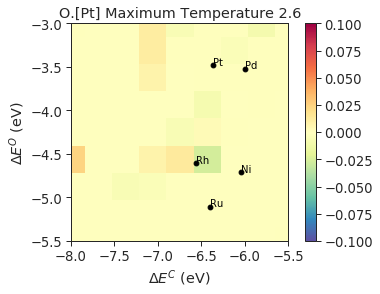 O.[Pt] Maximum Temperature 2.6
−3.0
−3.5
−4.0
−4.5
−5.0
−5.5
ΔE^O (eV)
Pt
Pd
Rh
Ni
Ru
−8.0 −7.5 −7.0 −6.5 −6.0 −5.5
ΔE^C (eV)
0.100
0.075
0.050
0.025
0.000
−0.025
−0.050
−0.075
−0.100